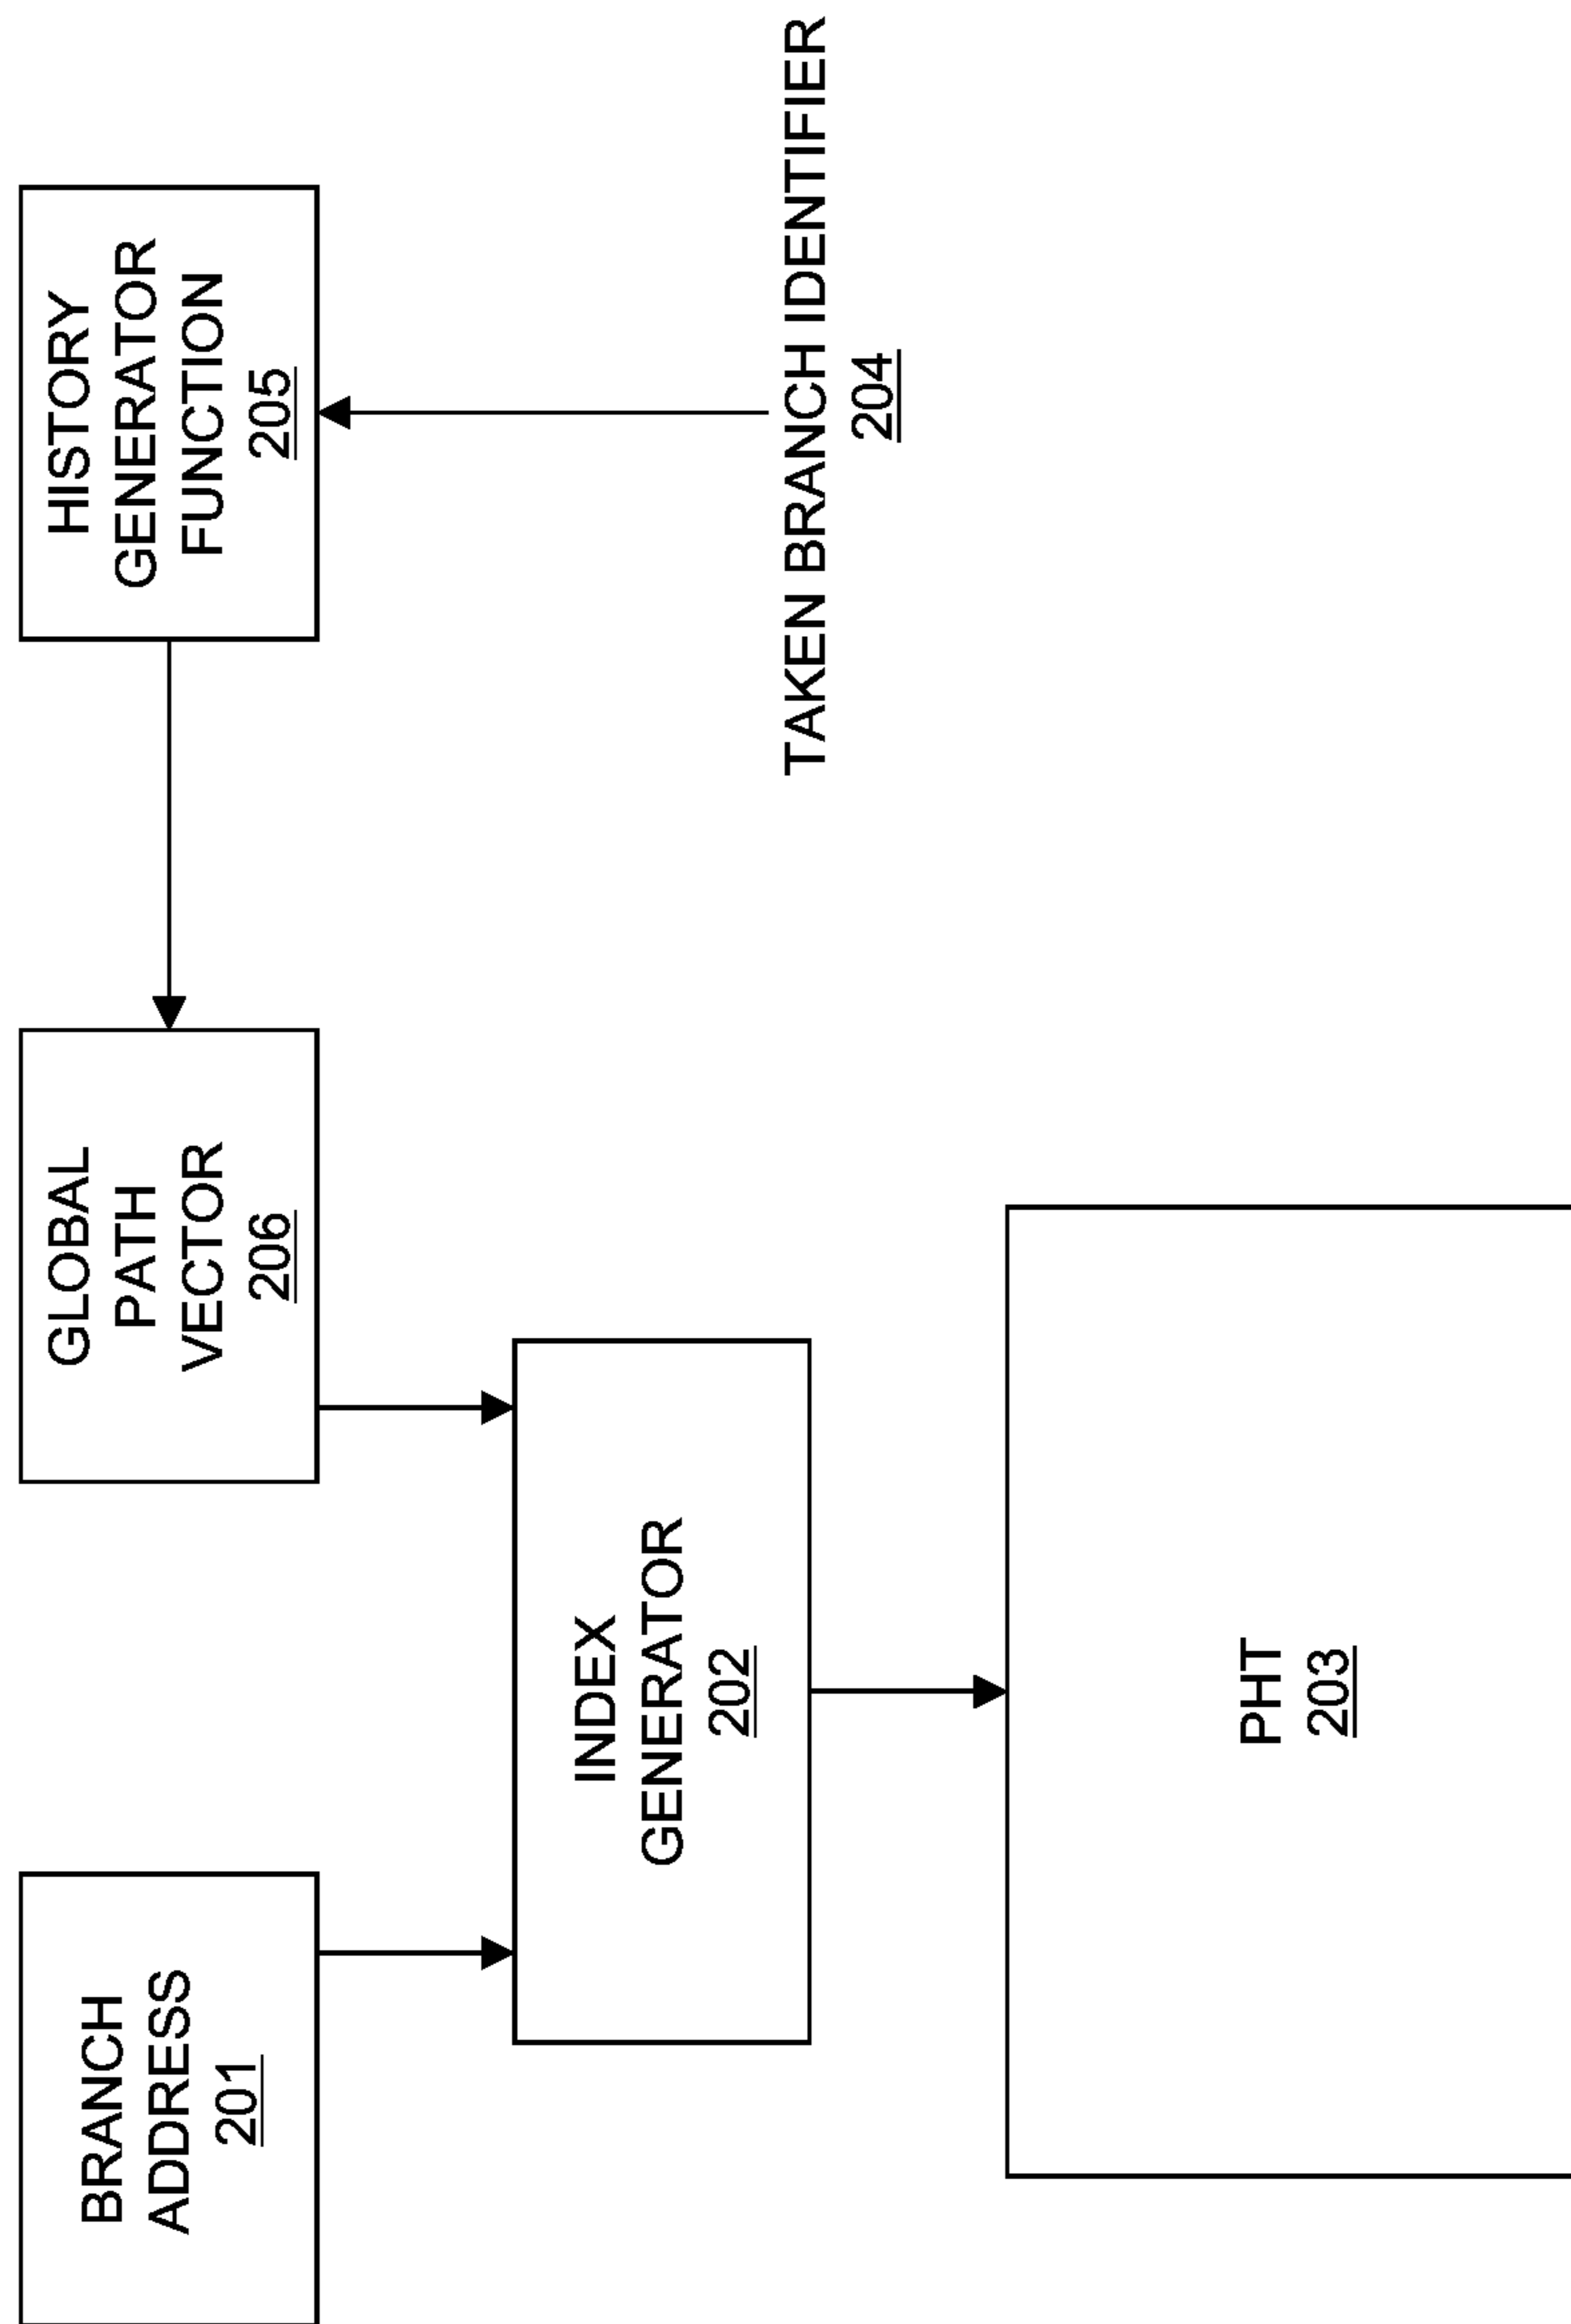 BRANCH
ADDRESS
201
GLOBAL
PATH
VECTOR
206
HISTORY
GENERATOR
FUNCTION
205
INDEX
GENERATOR
202
TAKEN BRANCH IDENTIFIER
204
PHT
203